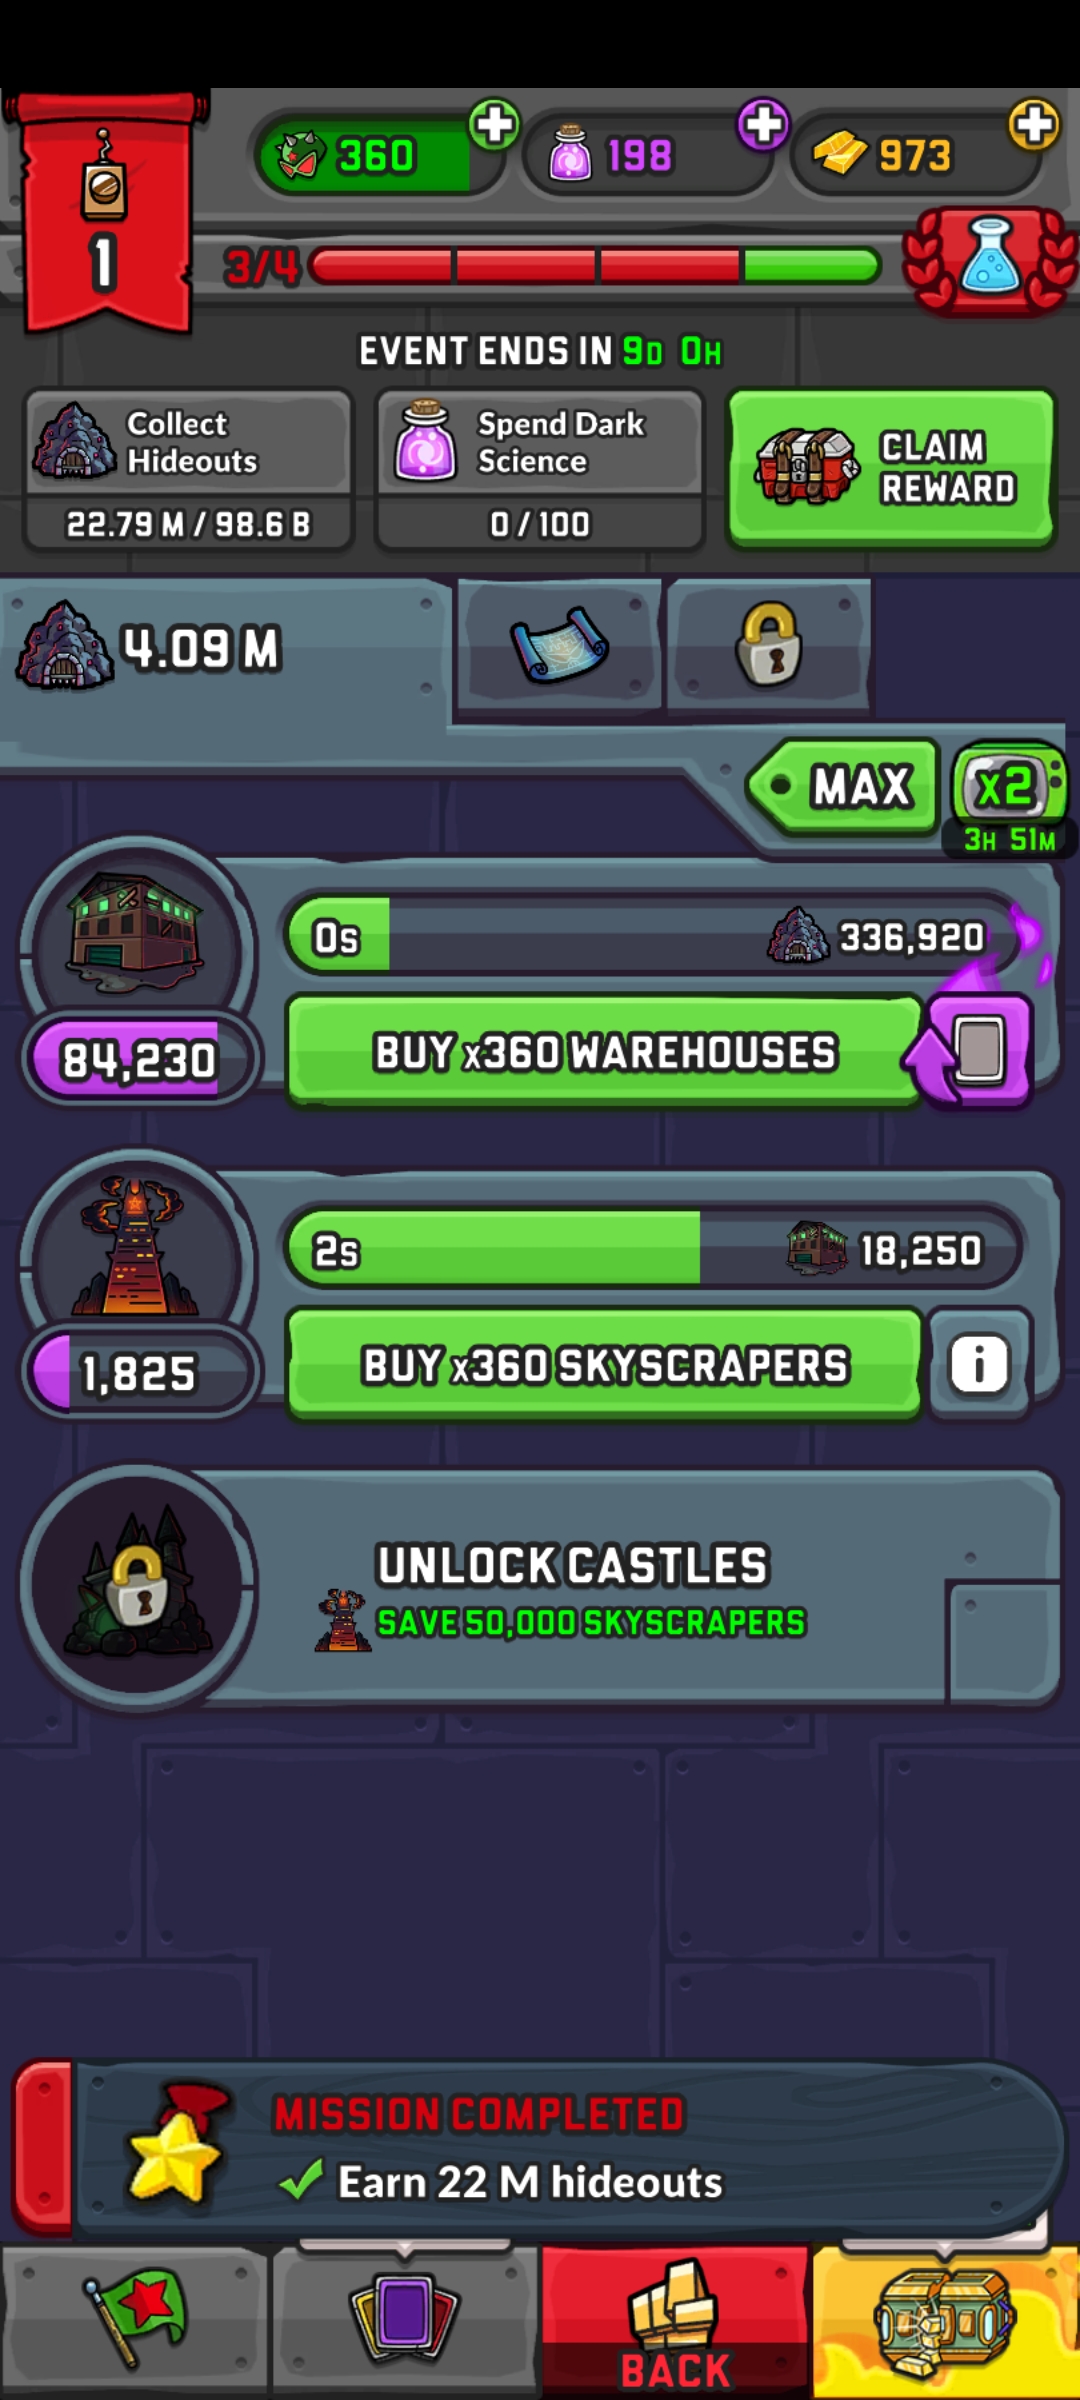 360
198
973
1
3/4
EVENT ENDS IN 9D 0H
Collect
Hideouts
22.79 M / 98.6 B
Spend Dark
Science
0 / 100
CLAIM
REWARD
4.09 M
MAX
x2
3H 51M
0s
336,920
84,230
BUY x360 WAREHOUSES
2s
18,250
1,825
BUY x360 SKYSCRAPERS
i
UNLOCK CASTLES
SAVE 50,000 SKYSCRAPERS
MISSION COMPLETED
Earn 22 M hideouts
BACK